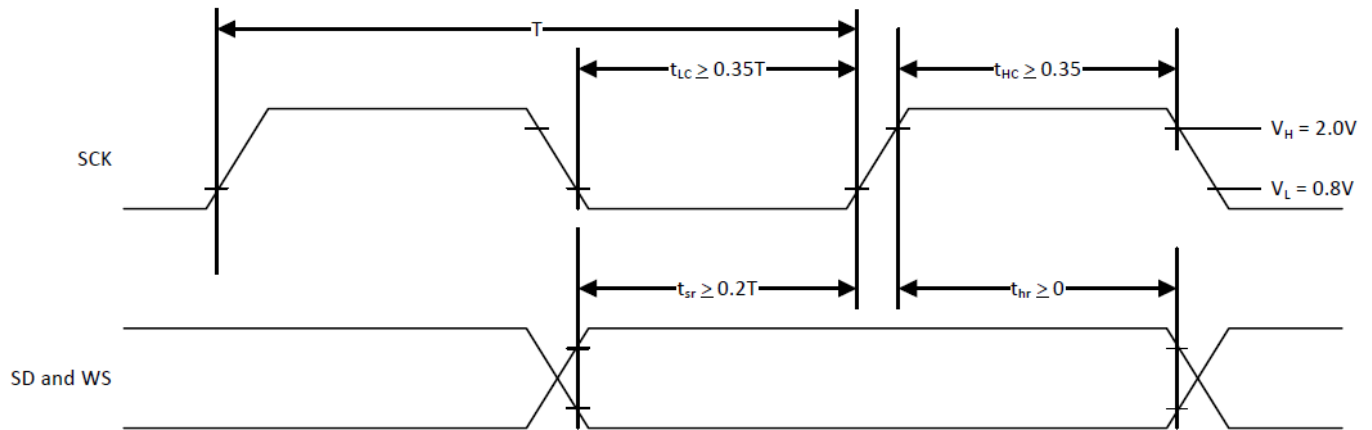 T
t_LC ≥ 0.35T
t_HC ≥ 0.35
SCK
V_H = 2.0V
V_L = 0.8V
t_sr ≥ 0.2T
t_hr ≥ 0
SD and WS